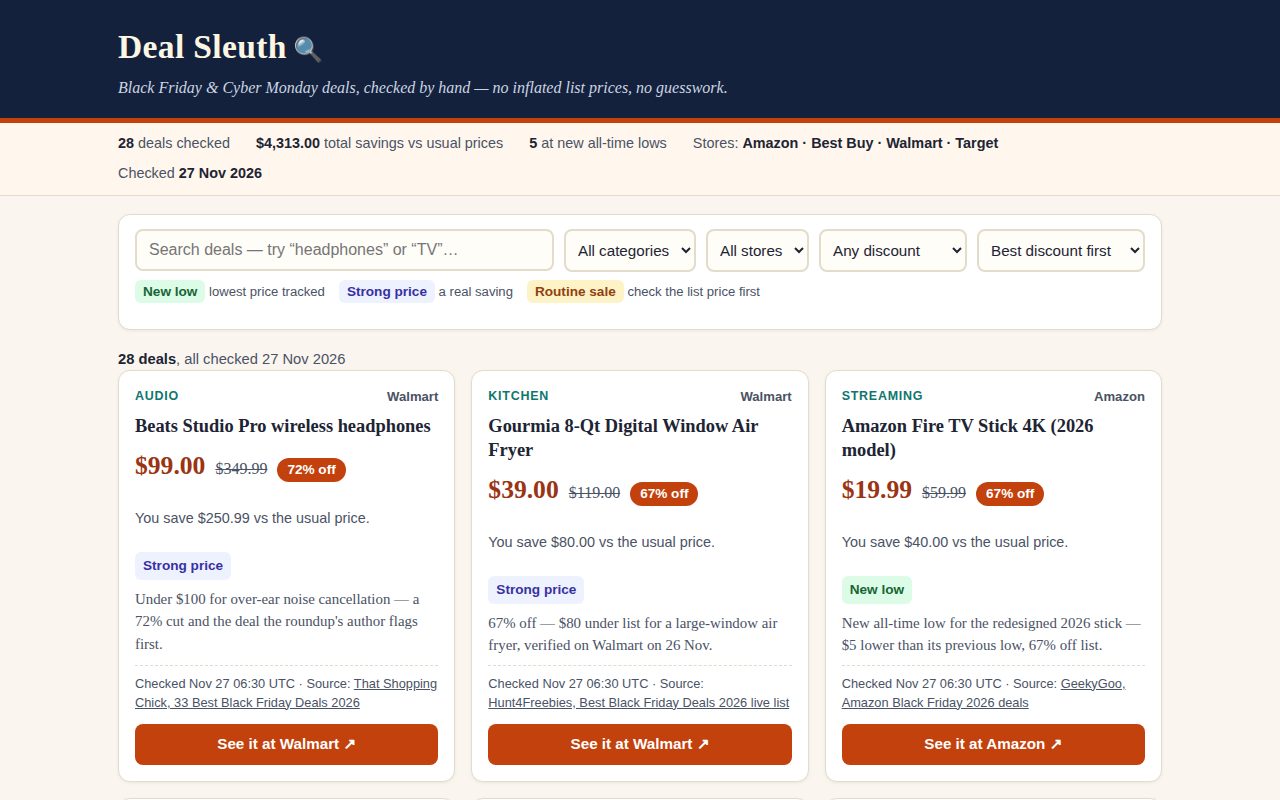 Deal Sleuth 🔍
Black Friday & Cyber Monday deals, checked by hand — no inflated list prices, no guesswork.
28 deals checked $4,313.00 total savings vs usual prices 5 at new all-time lows Stores: Amazon · Best Buy · Walmart · Target
Checked 27 Nov 2026
Search deals — try “headphones” or “TV”… All categories All stores Any discount Best discount first
New low lowest price tracked Strong price a real saving Routine sale check the list price first
28 deals, all checked 27 Nov 2026
AUDIO Walmart
Beats Studio Pro wireless headphones
$99.00 $349.99 72% off
You save $250.99 vs the usual price.
Strong price
Under $100 for over-ear noise cancellation — a
72% cut and the deal the roundup's author flags
first.
Checked Nov 27 06:30 UTC · Source: That Shopping
Chick, 33 Best Black Friday Deals 2026
See it at Walmart ↗
KITCHEN Walmart
Gourmia 8-Qt Digital Window Air
Fryer
$39.00 $119.00 67% off
You save $80.00 vs the usual price.
Strong price
67% off — $80 under list for a large-window air
fryer, verified on Walmart on 26 Nov.
Checked Nov 27 06:30 UTC · Source:
Hunt4Freebies, Best Black Friday Deals 2026 live list
See it at Walmart ↗
STREAMING Amazon
Amazon Fire TV Stick 4K (2026
model)
$19.99 $59.99 67% off
You save $40.00 vs the usual price.
New low
New all-time low for the redesigned 2026 stick —
$5 lower than its previous low, 67% off list.
Checked Nov 27 06:30 UTC · Source: GeekyGoo,
Amazon Black Friday 2026 deals
See it at Amazon ↗